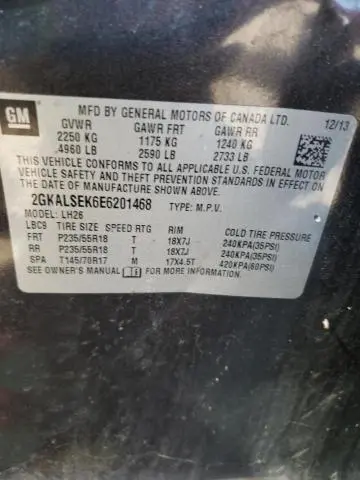 GM
MFD BY GENERAL MOTORS OF CANADA LTD.
12/13
GVWR GAWR FRT GAWR RR
2250 KG 1175 KG 1240 KG
4960 LB 2590 LB 2733 LB
THIS VEHICLE CONFORMS TO ALL APPLICABLE U.S. FEDERAL MOTOR
VEHICLE SAFETY AND THEFT PREVENTION STANDARDS IN EFFECT
ON THE DATE OF MANUFACTURE SHOWN ABOVE.
2GKALSEK6E6201468 TYPE: M.P.V.
MODEL: LH26
LBC9 TIRE SIZE SPEED RTG RIM COLD TIRE PRESSURE
FRT P235/55R18 T 18X7J 240KPA(35PSI)
RR P235/55R18 T 18X7J 240KPA(35PSI)
SPA T145/70R17 M 17X4.5T 420KPA(60PSI)
SEE OWNER'S MANUAL FOR MORE INFORMATION.